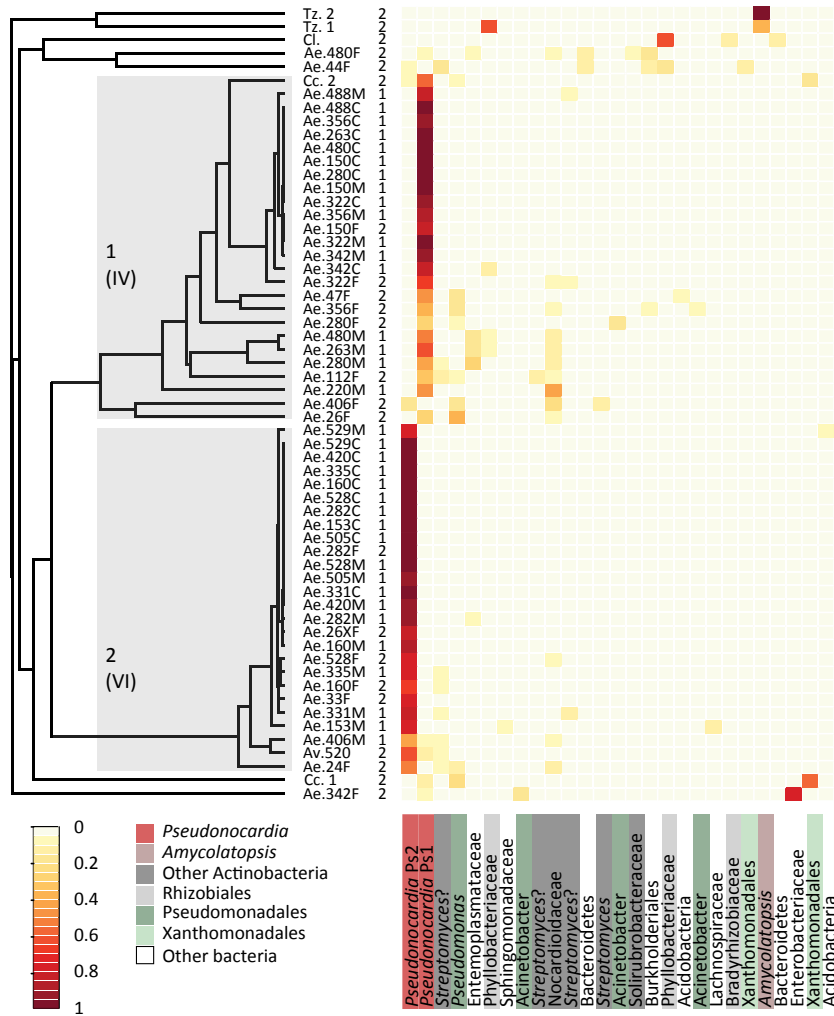 Tz. 2 2
Tz. 1 2
Cl. 2
Ae.480F 2
Ae.44F 2
Cc. 2 2
Ae.488M 1
Ae.488C 1
Ae.356C 1
Ae.263C 1
Ae.480C 1
Ae.150C 1
Ae.280C 1
Ae.150M 1
Ae.322C 1
Ae.356M 1
Ae.150F 2
Ae.322M 1
Ae.342M 1
Ae.342C 1
Ae.322F 2
Ae.47F 2
Ae.356F 2
Ae.280F 2
Ae.480M 1
Ae.263M 1
Ae.280M 1
Ae.112F 2
Ae.220M 1
Ae.406F 2
Ae.26F 2
1
(IV)
Ae.529M 1
Ae.529C 1
Ae.420C 1
Ae.335C 1
Ae.160C 1
Ae.528C 1
Ae.282C 1
Ae.153C 1
Ae.505C 1
Ae.282F 2
Ae.528M 1
Ae.505M 1
Ae.331C 1
Ae.420M 1
Ae.282M 1
Ae.26XF 2
Ae.160M 1
Ae.528F 2
Ae.335M 1
Ae.160F 2
Ae.33F 2
Ae.331M 1
Ae.153M 1
Ae.406M 1
Av.520 2
Ae.24F 2
2
(VI)
Cc. 1 2
Ae.342F 2
0
0.2
0.4
0.6
0.8
1
Pseudonocardia
Amycolatopsis
Other Actinobacteria
Rhizobiales
Pseudomonadales
Xanthomonadales
Other bacteria
Pseudonocardia Ps2
Pseudonocardia Ps1
Streptomyces?
Pseudomonas
Entemoplasmataceae
Phyllobacteriaceae
Sphingomonadaceae
Acinetobacter
Streptomyces?
Nocardioidaceae
Streptomyces?
Bacteroidetes
Streptomyces
Acinetobacter
Solirubrobacteraceae
Burkholderiales
Phyllobacteriaceae
Acidobacteria
Acinetobacter
Lachnospiraceae
Bradyrhizobiaceae
Xanthomonadales
Amycolatopsis
Bacteroidetes
Enterobacteriaceae
Xanthomonadales
Acidobacteria